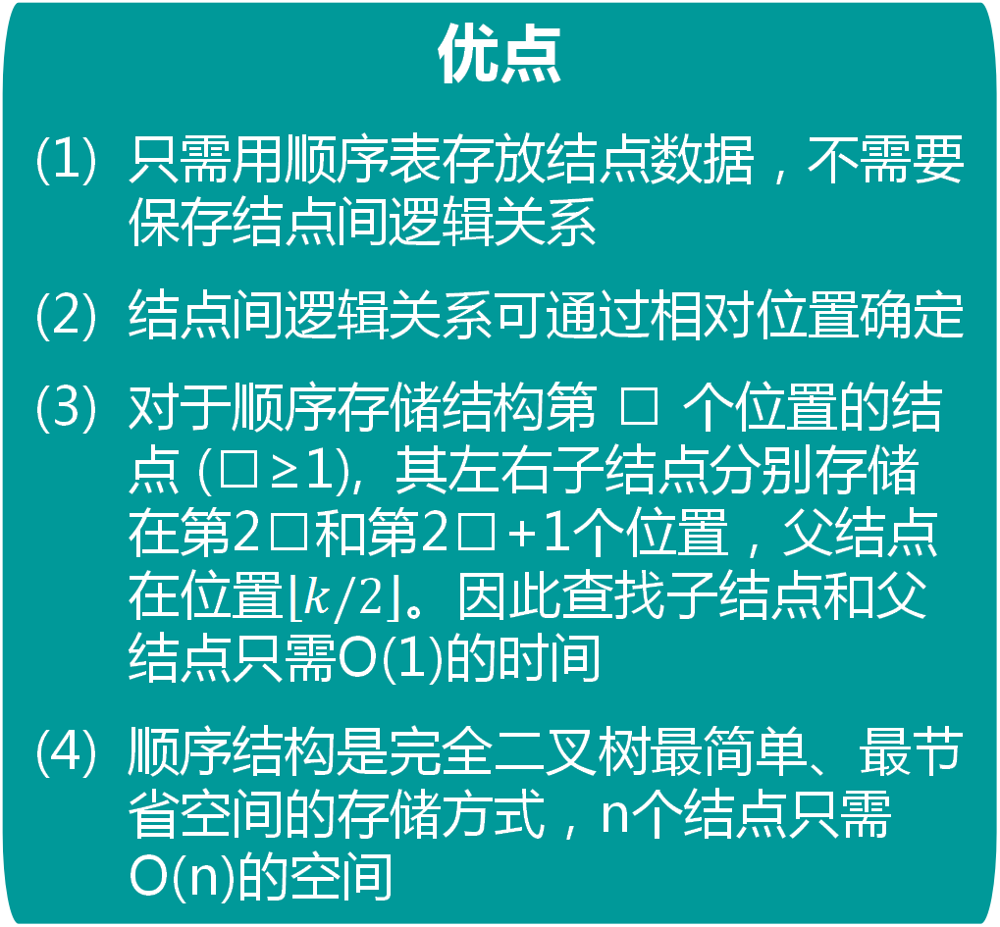 优点
(1) 只需用顺序表存放结点数据，不需要
保存结点间逻辑关系
(2) 结点间逻辑关系可通过相对位置确定
(3) 对于顺序存储结构第 □ 个位置的结
点 (□≥1)，其左右子结点分别存储
在第2□和第2□+1个位置，父结点
在位置⌊k/2⌋。因此查找子结点和父
结点只需O(1)的时间
(4) 顺序结构是完全二叉树最简单、最节
省空间的存储方式，n个结点只需
O(n)的空间